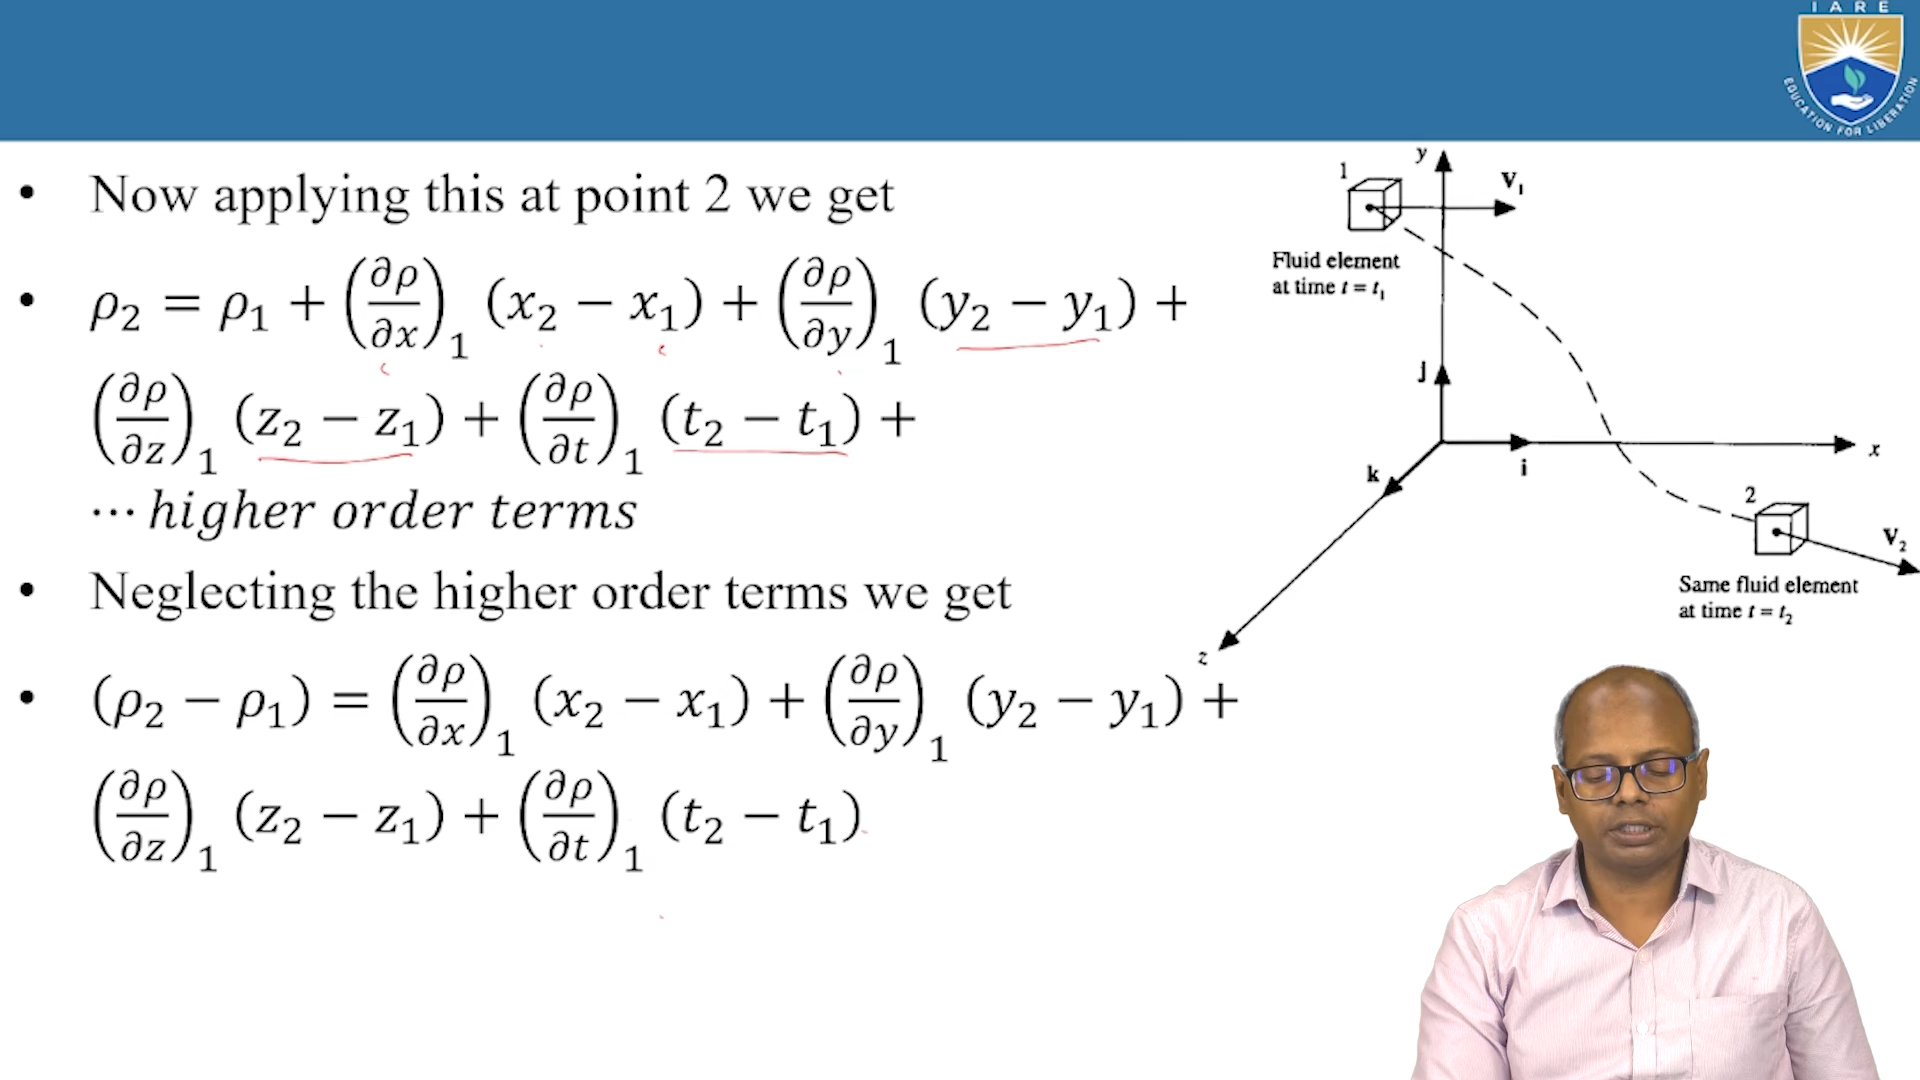 IARE
EDUCATION FOR LIBERATION
• Now applying this at point 2 we get
• ρ₂ = ρ₁ + (∂ρ/∂x)₁ (x₂ − x₁) + (∂ρ/∂y)₁ (y₂ − y₁) +
(∂ρ/∂z)₁ (z₂ − z₁) + (∂ρ/∂t)₁ (t₂ − t₁) +
⋯ higher order terms
• Neglecting the higher order terms we get
• (ρ₂ − ρ₁) = (∂ρ/∂x)₁ (x₂ − x₁) + (∂ρ/∂y)₁ (y₂ − y₁) +
(∂ρ/∂z)₁ (z₂ − z₁) + (∂ρ/∂t)₁ (t₂ − t₁)
y
1
V₁
Fluid element
at time t = t₁
j
k
i
x
2
V₂
Same fluid element
at time t = t₂
z